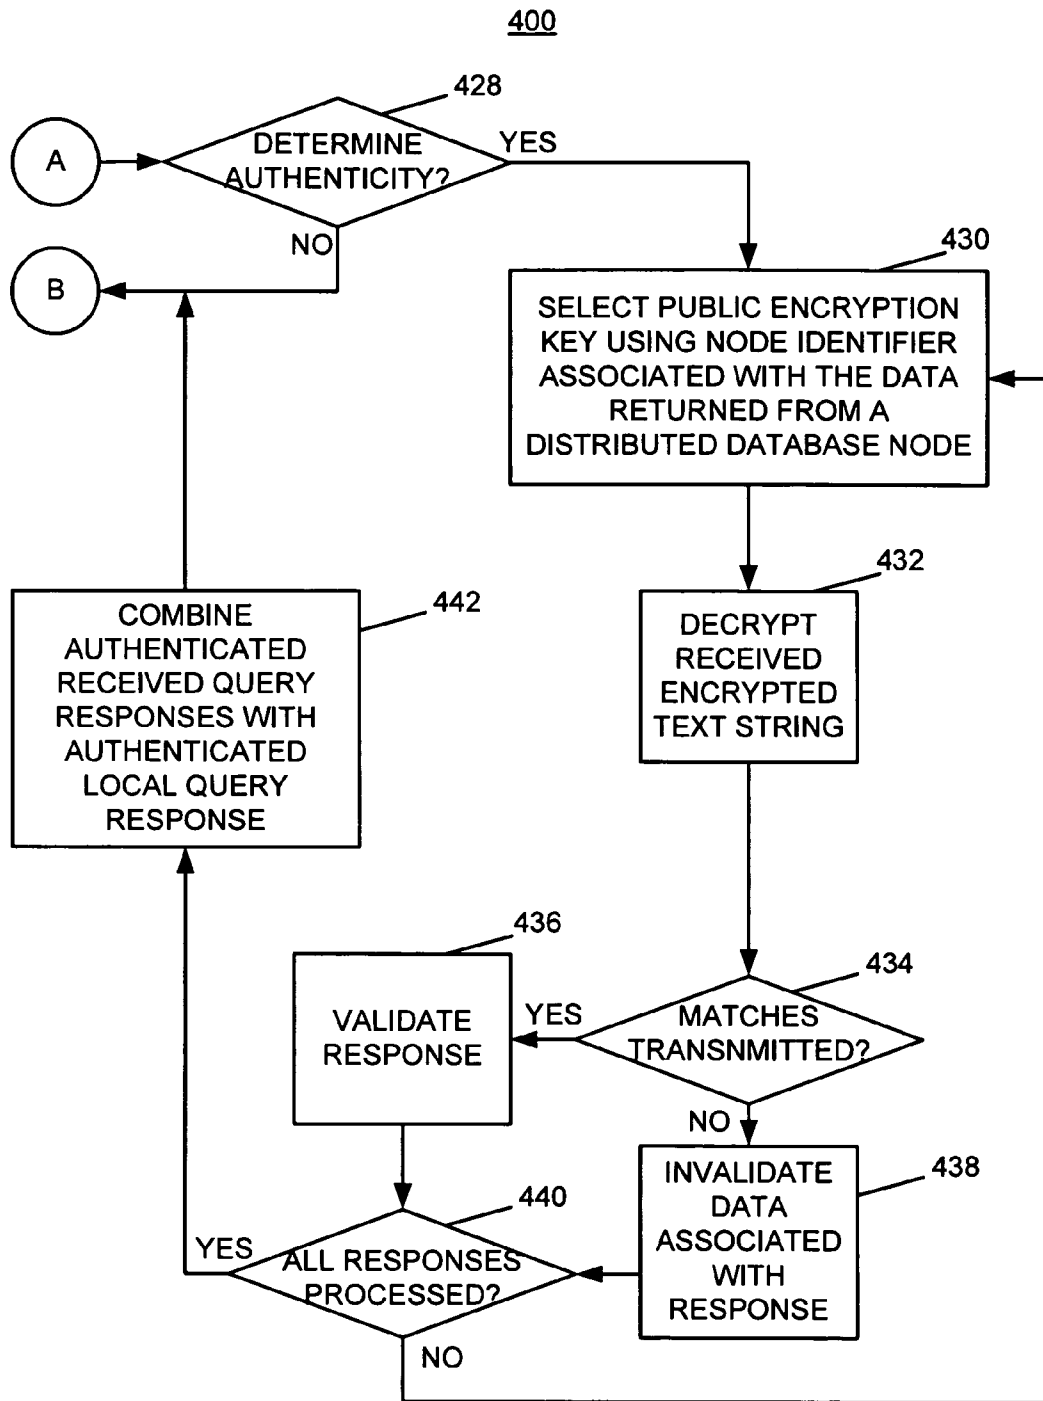 400
428
A
DETERMINE
AUTHENTICITY?
YES
NO
B
430
SELECT PUBLIC ENCRYPTION
KEY USING NODE IDENTIFIER
ASSOCIATED WITH THE DATA
RETURNED FROM A
DISTRIBUTED DATABASE NODE
432
DECRYPT
RECEIVED
ENCRYPTED
TEXT STRING
442
COMBINE
AUTHENTICATED
RECEIVED QUERY
RESPONSES WITH
AUTHENTICATED
LOCAL QUERY
RESPONSE
436
VALIDATE
RESPONSE
434
YES
MATCHES
TRANSNMITTED?
NO
438
INVALIDATE
DATA
ASSOCIATED
WITH
RESPONSE
440
YES
ALL RESPONSES
PROCESSED?
NO